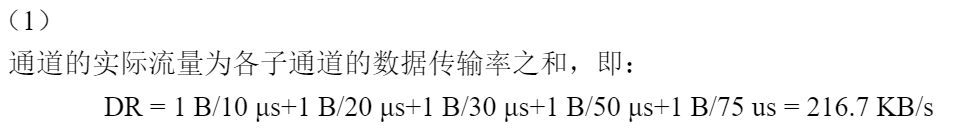 （1）
通道的实际流量为各子通道的数据传输率之和，即：
DR = 1 B/10 μs+1 B/20 μs+1 B/30 μs+1 B/50 μs+1 B/75 us = 216.7 KB/s